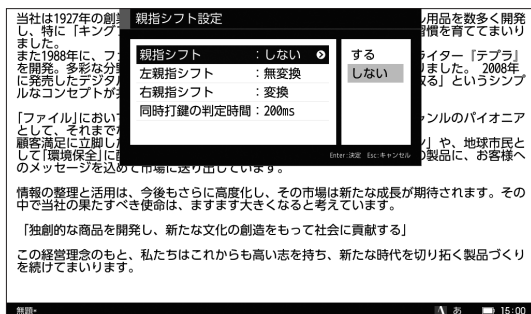 当社は1927年の創
し、特に「キングフ
ました。
また1988年に、フ
を開発。多彩な分野
に発売したデジタル
ルなコンセプトが
「ファイル」におい
として、それまで
顧客満足に立脚し
して「環境保全」に
のメッセージを込めて市場に送り出しています。
親指シフト設定
親指シフト :しない
左親指シフト :無変換
右親指シフト :変換
同時打鍵の判定時間:200ms
する
しない
Enter:決定 Esc:キャンセル
ル用品を数多く開発
習慣を育ててまいり
ライター『テプラ』
ました。 2008年
る」というシンプ
ャンルのパイオニア
」や、地球市民と
の製品に、お客様へ
情報の整理と活用は、今後もさらに高度化し、その市場は新たな成長が期待されます。その
中で当社の果たすべき使命は、ますます大きくなると考えています。
「独創的な商品を開発し、新たな文化の創造をもって社会に貢献する」
この経営理念のもと、私たちはこれからも高い志を持ち、新たな時代を切り拓く製品づくり
を続けてまいります。
無題*
A あ 15:00